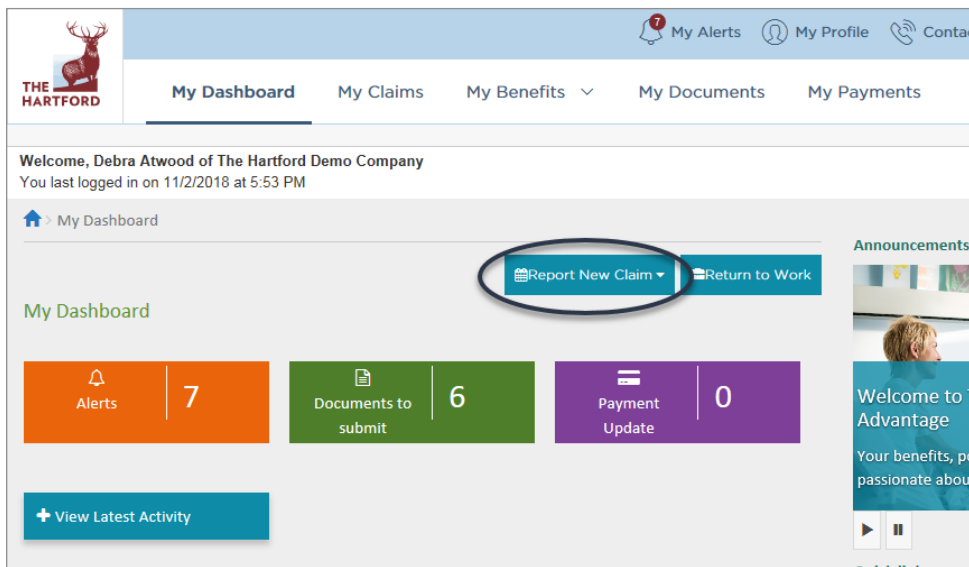 7
My Alerts My Profile
THE
HARTFORD
My Dashboard My Claims My Benefits My Documents My Payments
Welcome, Debra Atwood of The Hartford Demo Company
You last logged in on 11/2/2018 at 5:53 PM
> My Dashboard
Announcements
Report New Claim Return to Work
My Dashboard
Alerts 7
Documents to
submit 6
Payment
Update 0
Welcome to
Advantage
Your benefits,
passionate
View Latest Activity